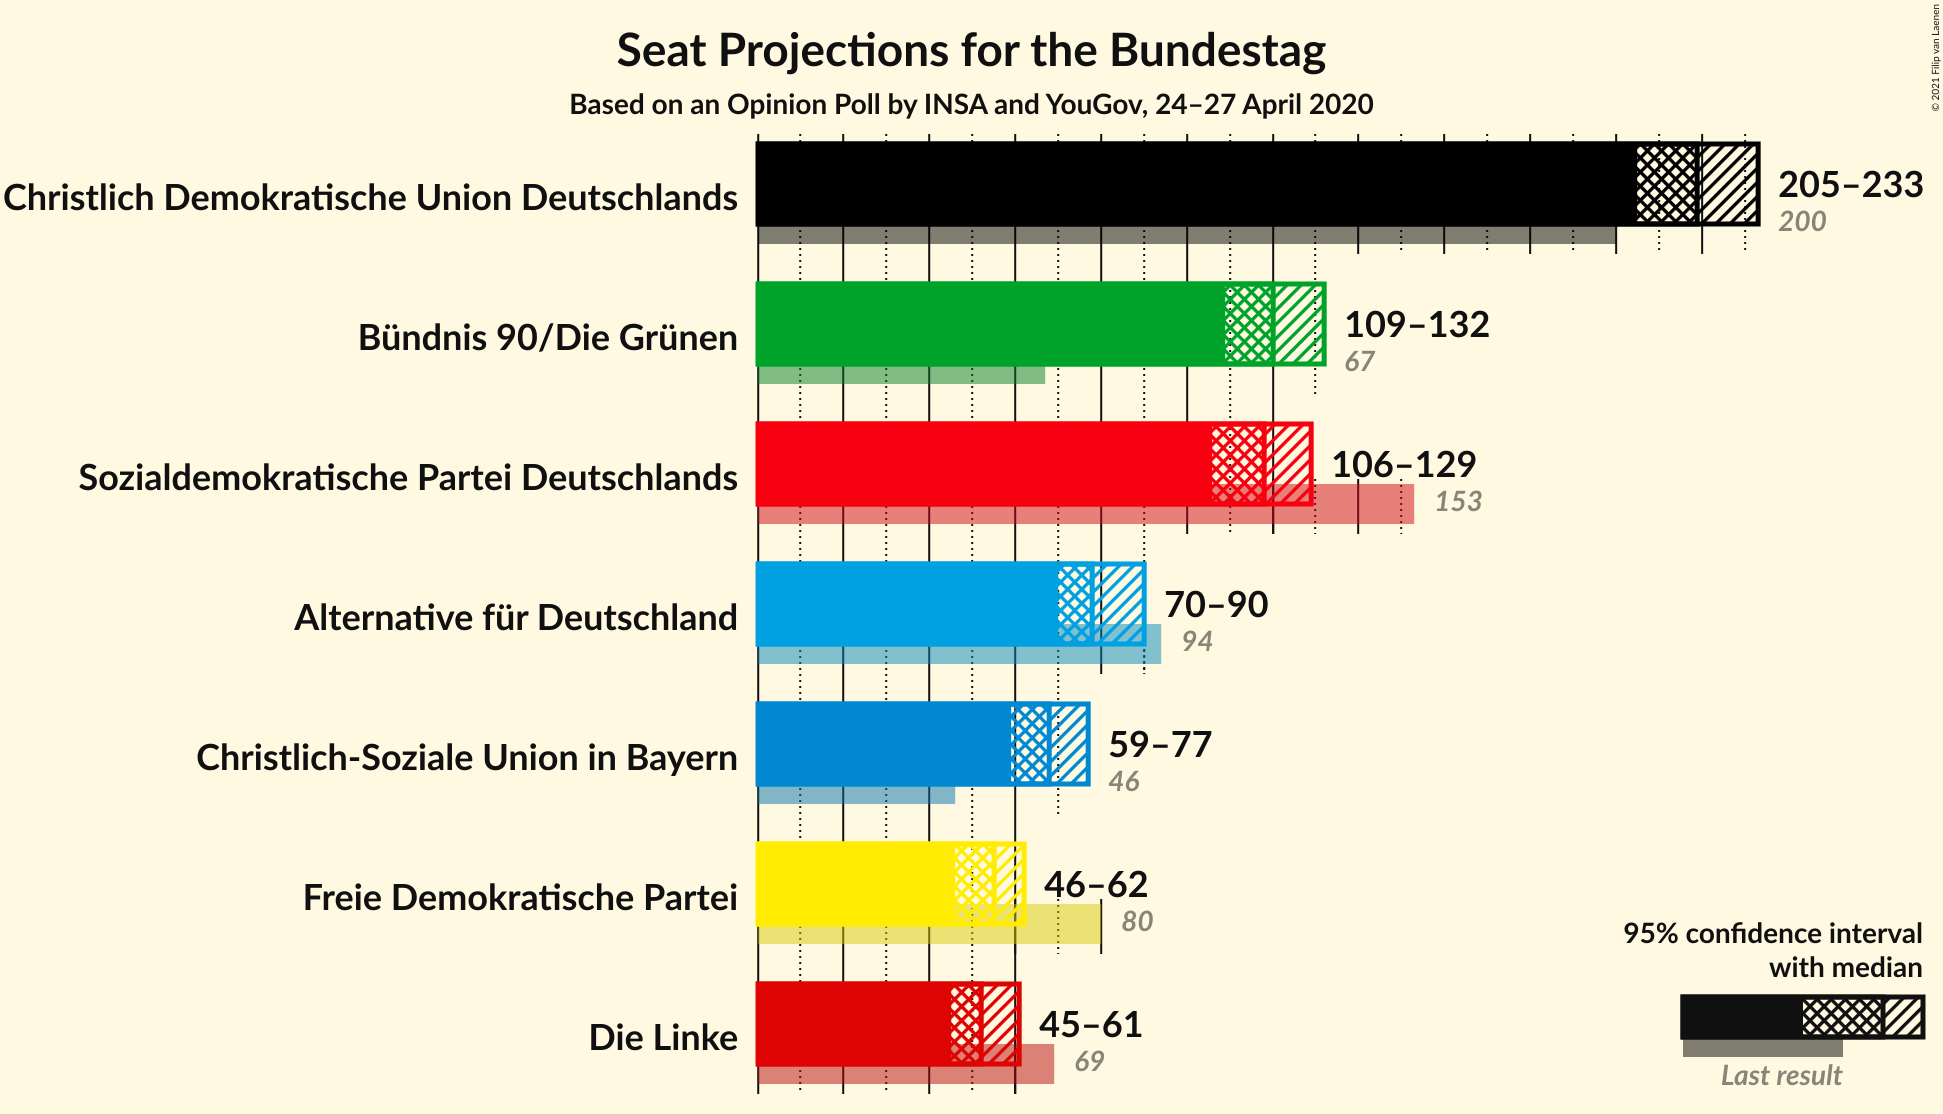 Seat Projections for the Bundestag
Based on an Opinion Poll by INSA and YouGov, 24–27 April 2020
© 2021 Filip van Laenen
Christlich Demokratische Union Deutschlands
205–233
200
Bündnis 90/Die Grünen
109–132
67
Sozialdemokratische Partei Deutschlands
106–129
153
Alternative für Deutschland
70–90
94
Christlich-Soziale Union in Bayern
59–77
46
Freie Demokratische Partei
46–62
80
Die Linke
45–61
69
95% confidence interval
with median
Last result